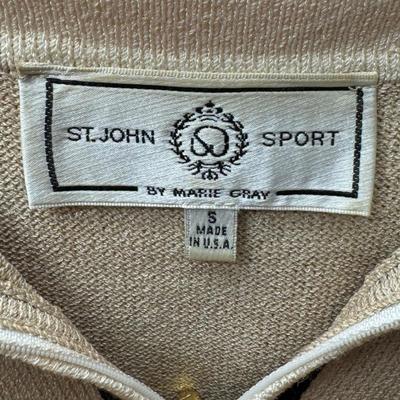 ST. JOHN SPORT
BY MARIE GRAY
S
MADE
IN U.S.A.